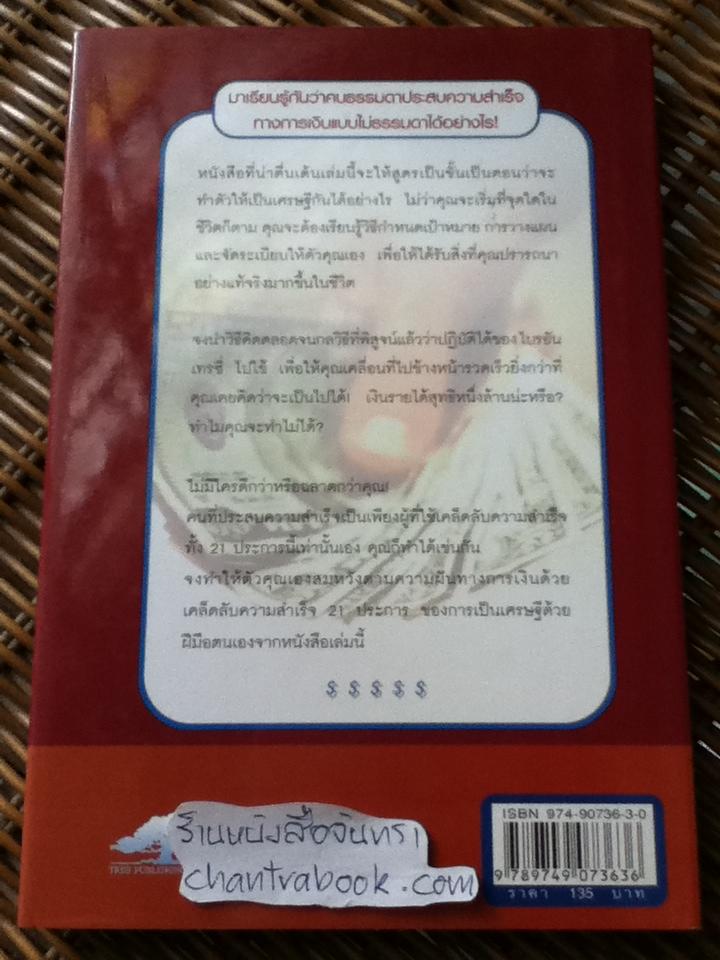 มาเรียนรู้กันว่าคนธรรมดาประสบความสำเร็จ
ทางการเงินแบบไม่ธรรมดาได้อย่างไร!
หนังสือที่น่าตื่นเต้นเล่มนี้จะให้สูตรเป็นขั้นเป็นตอนว่าจะ
ทำตัวให้เป็นเศรษฐีกันได้อย่างไร ไม่ว่าคุณจะเริ่มที่จุดใดใน
ชีวิตก็ตาม คุณจะต้องเรียนรู้วิธีกำหนดเป้าหมาย การวางแผน
และจัดระเบียบให้ตัวคุณเอง เพื่อให้ได้รับสิ่งที่คุณปรารถนา
อย่างแท้จริงมากขึ้นในชีวิต
จงนำวิธีคิดตลอดจนกลวิธีที่พิสูจน์แล้วว่าปฏิบัติได้ของ ไบรอัน
เทรซี่ ไปใช้ เพื่อให้คุณเคลื่อนที่ไปข้างหน้ารวดเร็วยิ่งกว่าที่
คุณเคยคิดว่าจะเป็นไปได้! เงินรายได้สุทธิหนึ่งล้านน่ะหรือ?
ทำไมคุณจะทำไม่ได้?
ไม่มีใครดีกว่าหรือฉลาดกว่าคุณ!
คนที่ประสบความสำเร็จเป็นเพียงผู้ที่ใช้เคล็ดลับความสำเร็จ
ทั้ง 21 ประการนี้เท่านั้นเอง คุณก็ทำได้เช่นกัน
จงทำให้ตัวคุณเองสมหวังตามความฝันทางการเงินด้วย
เคล็ดลับความสำเร็จ 21 ประการ ของการเป็นเศรษฐีด้วย
ฝีมือตนเองจากหนังสือเล่มนี้
$ $ $ $ $
ISBN 974-90736-3-0
9 789749 073636
ราคา 135 บาท
ร้านหนังสือจันทรา
chantrabook.com
TREE PUBLISHING